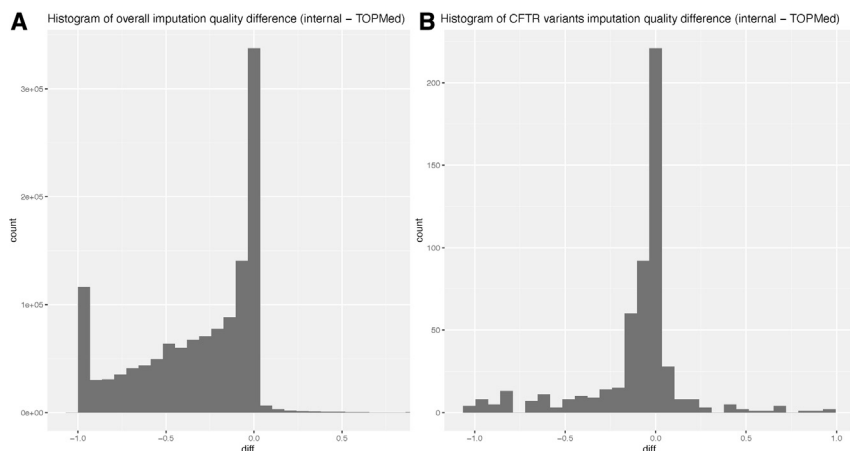 A Histogram of overall imputation quality difference (internal – TOPMed)
3e+05
2e+05
1e+05
0e+00
count
−1.0 −0.5 0.0 0.5
diff
B Histogram of CFTR variants imputation quality difference (internal – TOPMed)
200
150
100
50
0
count
−1.0 −0.5 0.0 0.5 1.0
diff